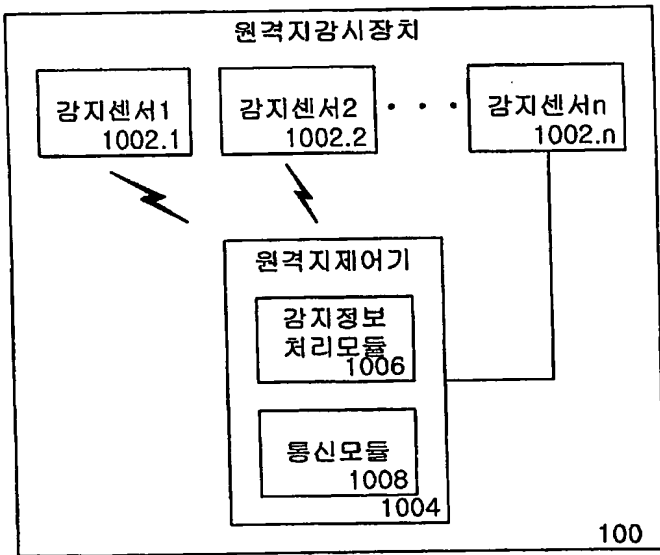 원격지감시장치
감지센서1
1002.1
감지센서2
1002.2
감지센서n
1002.n
원격지제어기
감지정보
처리모듈
1006
통신모듈
1008
1004
100